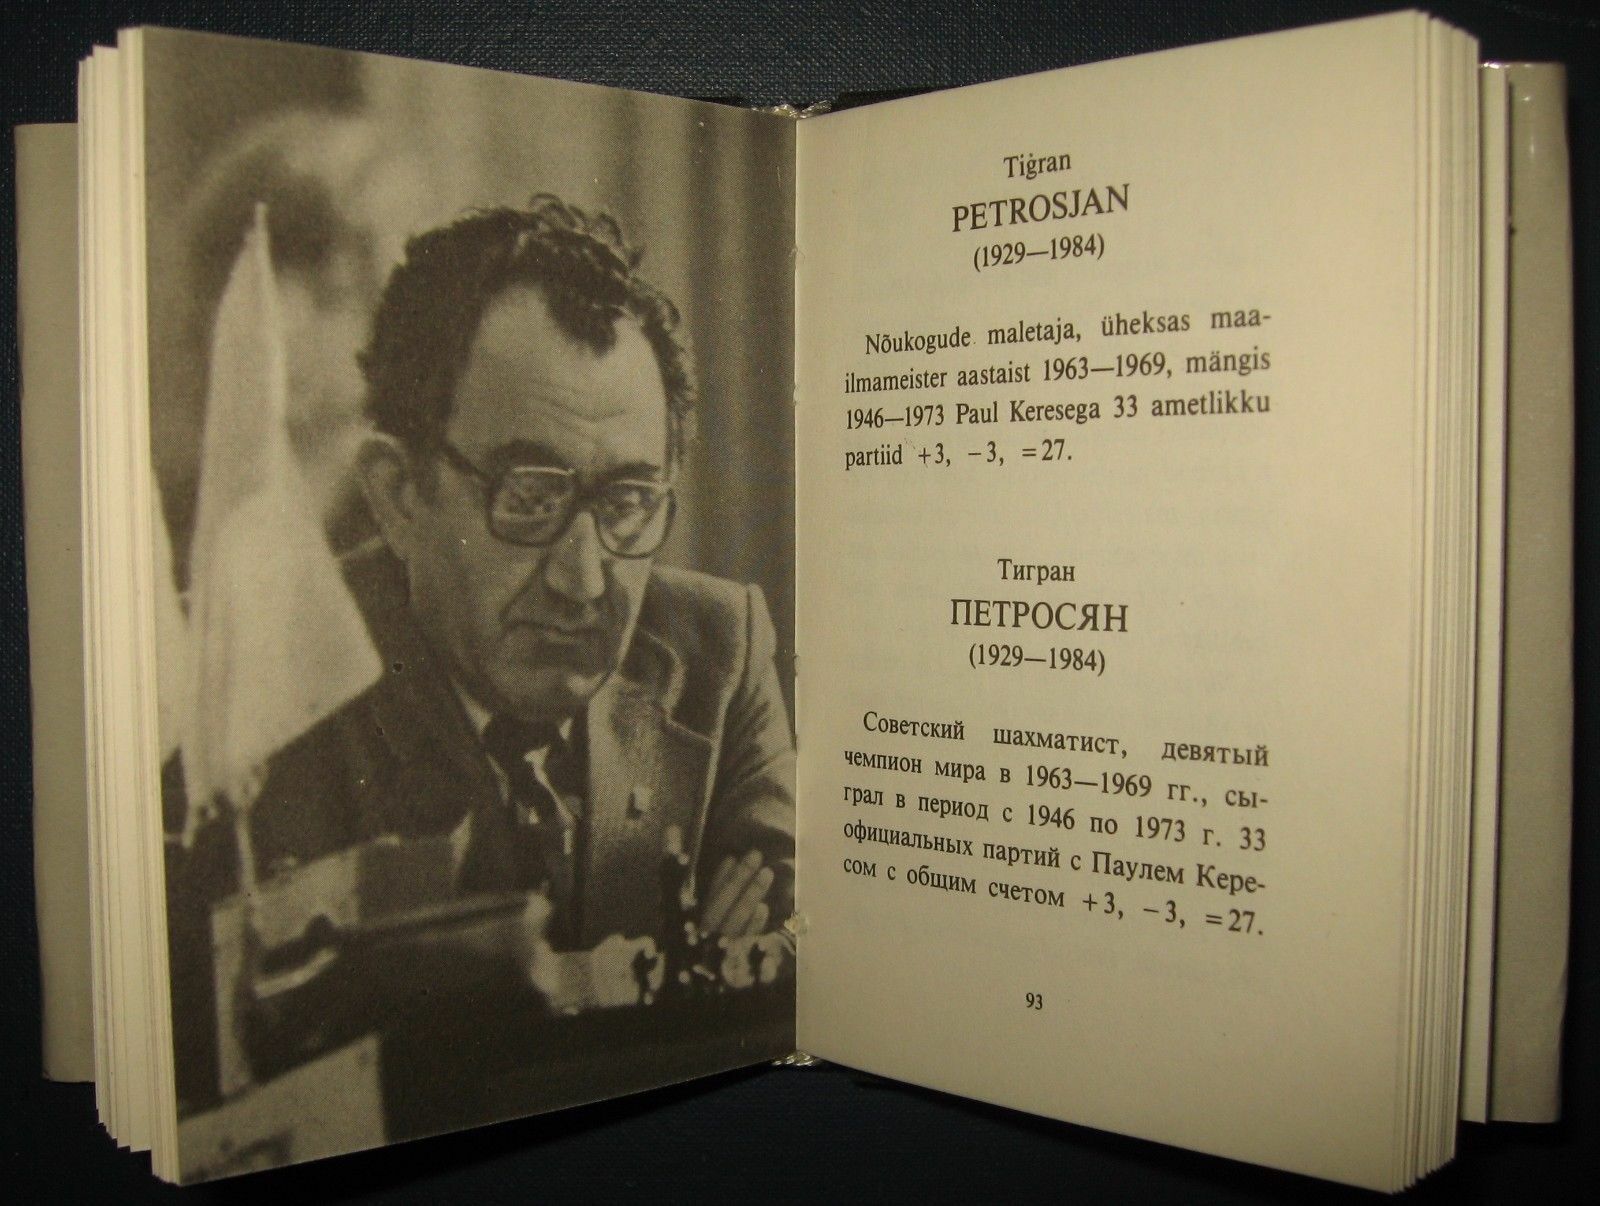 Tiġran
PETROSJAN
(1929—1984)
Nõukogude maletaja, üheksas maa-
ilmameister aastaist 1963—1969, mängis
1946—1973 Paul Keresega 33 ametlikku
partiid +3, −3, =27.
Тигран
ПЕТРОСЯН
(1929—1984)
Советский шахматист, девятый
чемпион мира в 1963—1969 гг., сы-
грал в период с 1946 по 1973 г. 33
официальных партий с Паулем Кере-
сом с общим счетом +3, −3, =27.
93